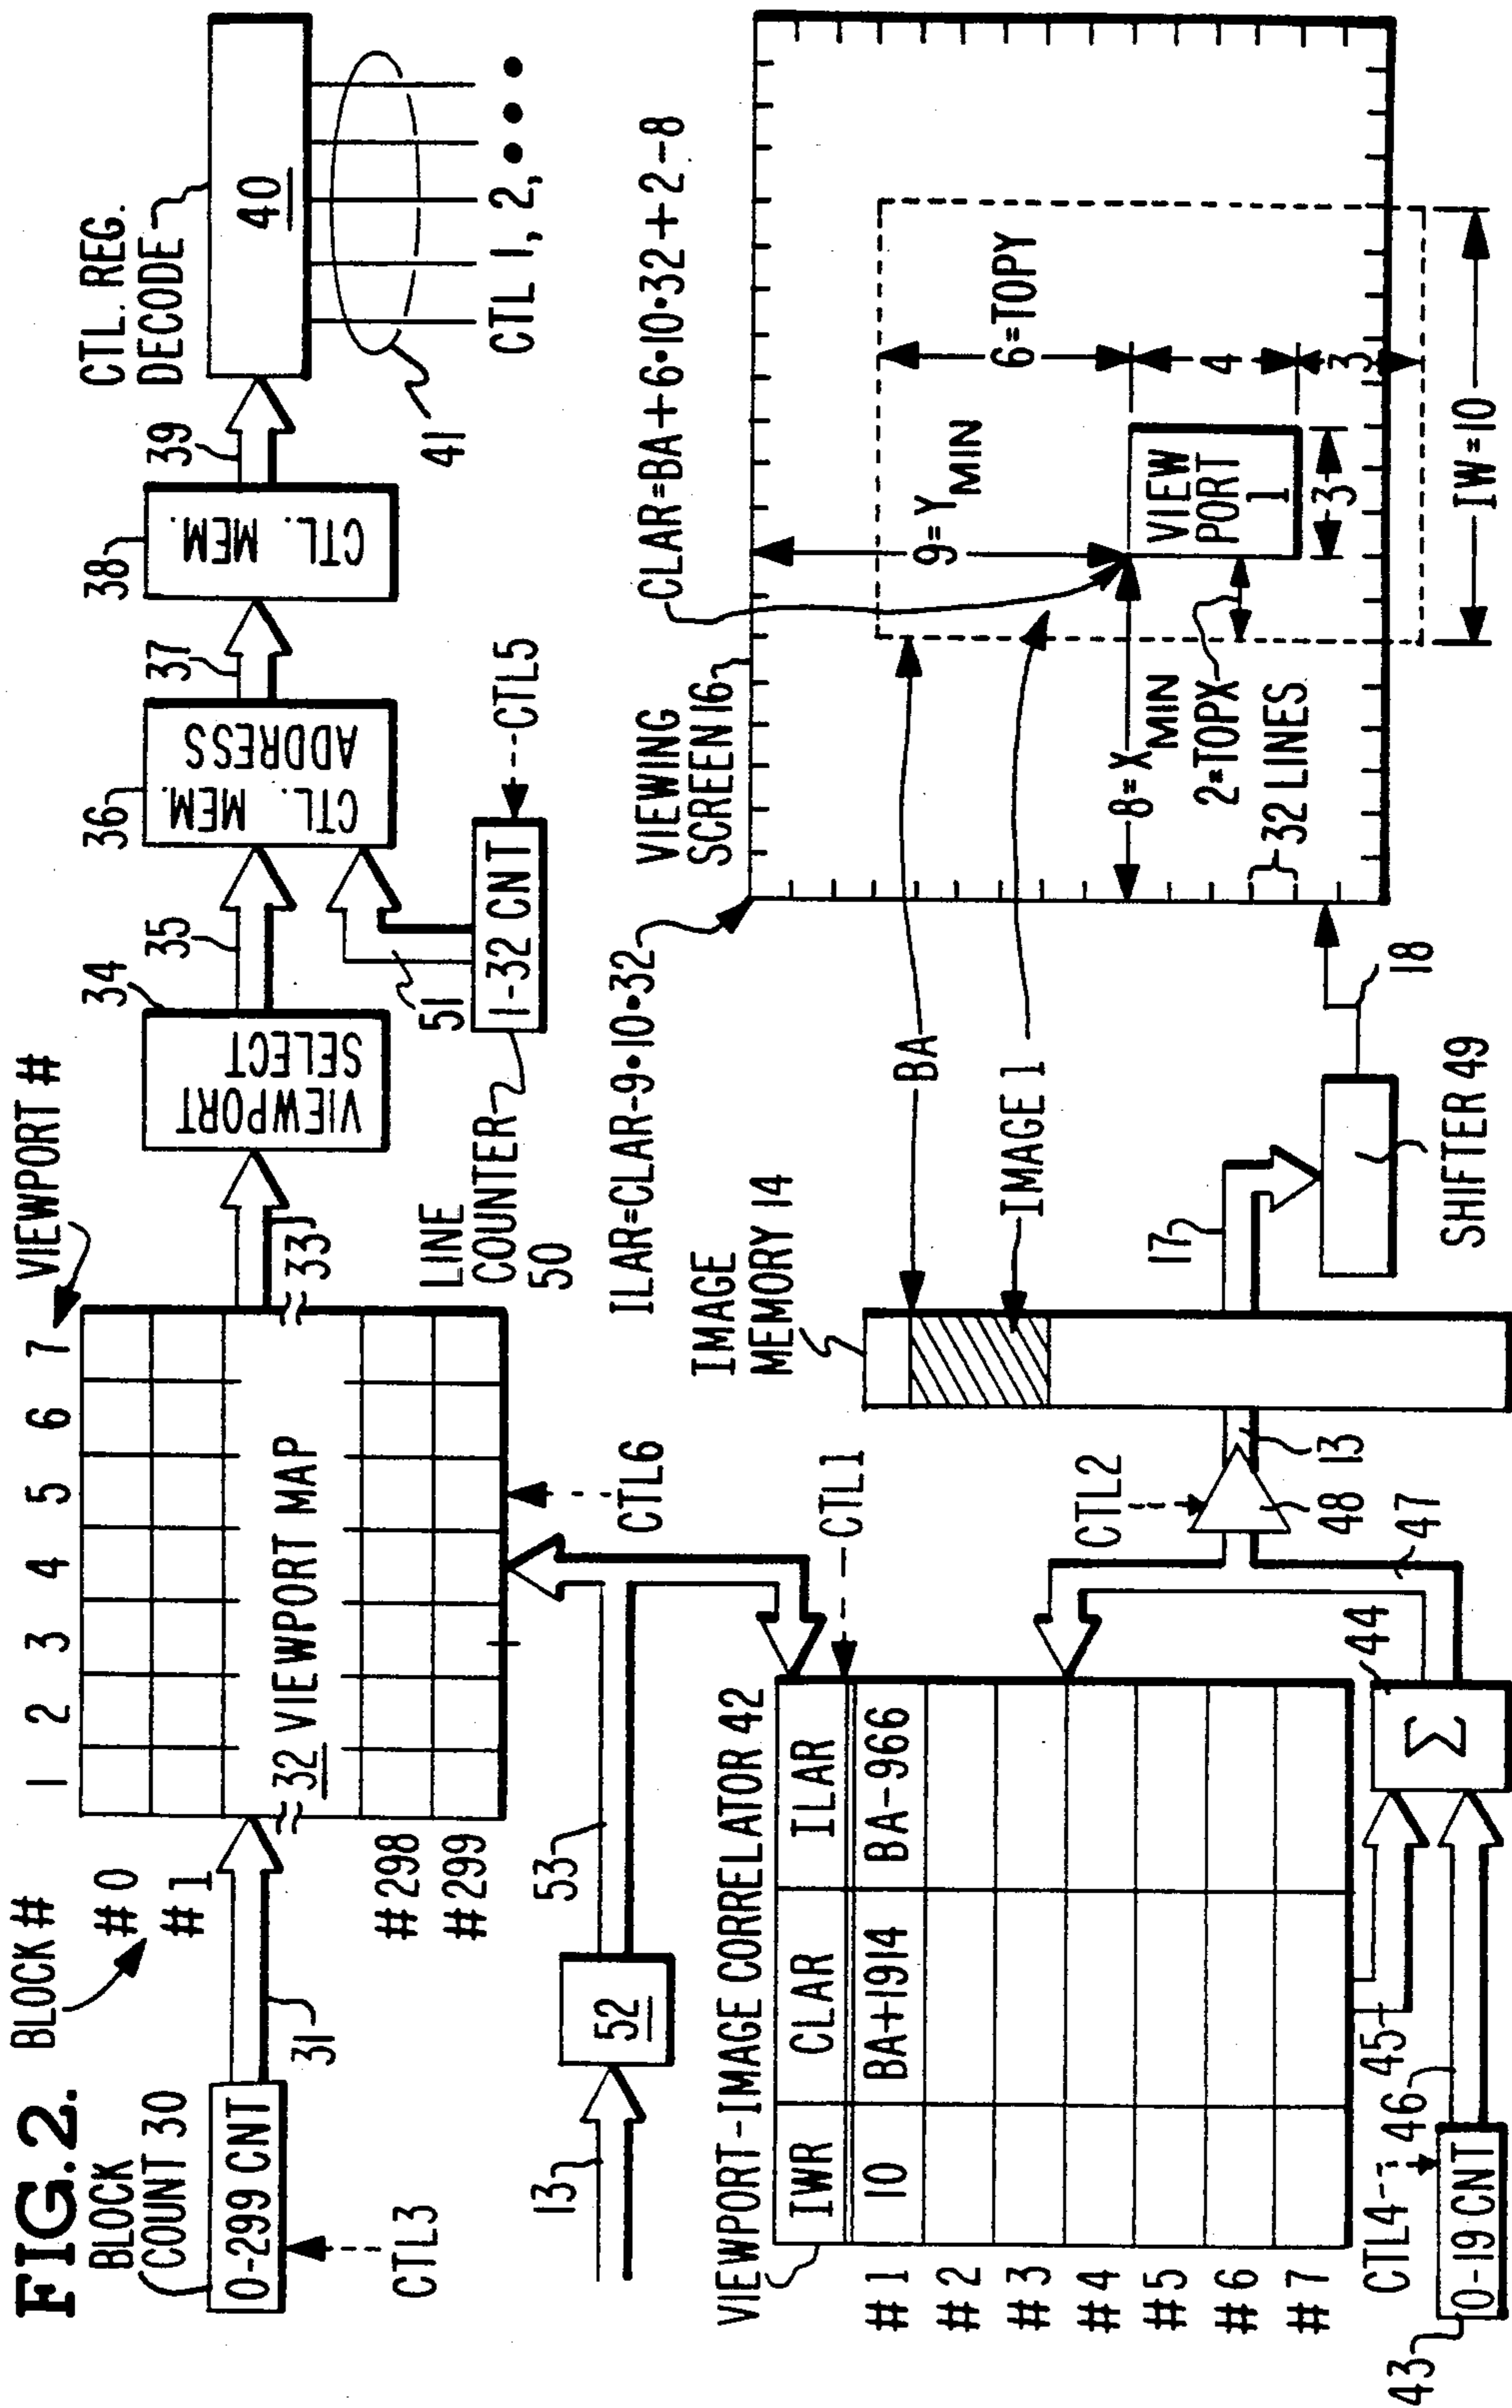 FIG. 2.
BLOCK
COUNT 30
0-299 CNT
CTL3
31
BLOCK #
# 0
# 1
# 298
# 299
1 2 3 4 5 6 7
VIEWPORT #
32 VIEWPORT MAP
CTL6
33
VIEWPORT
SELECT
34
35
36
CTL. MEM.
ADDRESS
51
1-32 CNT
CTL5
LINE
COUNTER
50
37
38
CTL. MEM.
39
CTL. REG.
DECODE
40
41
CTL 1, 2, •••
13
52
53
VIEWPORT-IMAGE CORRELATOR 42
IWR CLAR ILAR
10 BA+1914 BA-966
# 1
# 2
# 3
# 4
# 5
# 6
# 7
CTL1
CTL4
43
0-19 CNT
46
45
44
Σ
47
CTL2
48
13
IMAGE
MEMORY 14
17
SHIFTER 49
18
BA
IMAGE 1
ILAR=CLAR-9•10•32
VIEWING
SCREEN 16
CLAR=BA+6•10•32+2-8
9=YMIN
6=TOPY
8=XMIN
2=TOPX
32 LINES
VIEW
PORT
1
4
3
3
IW=10